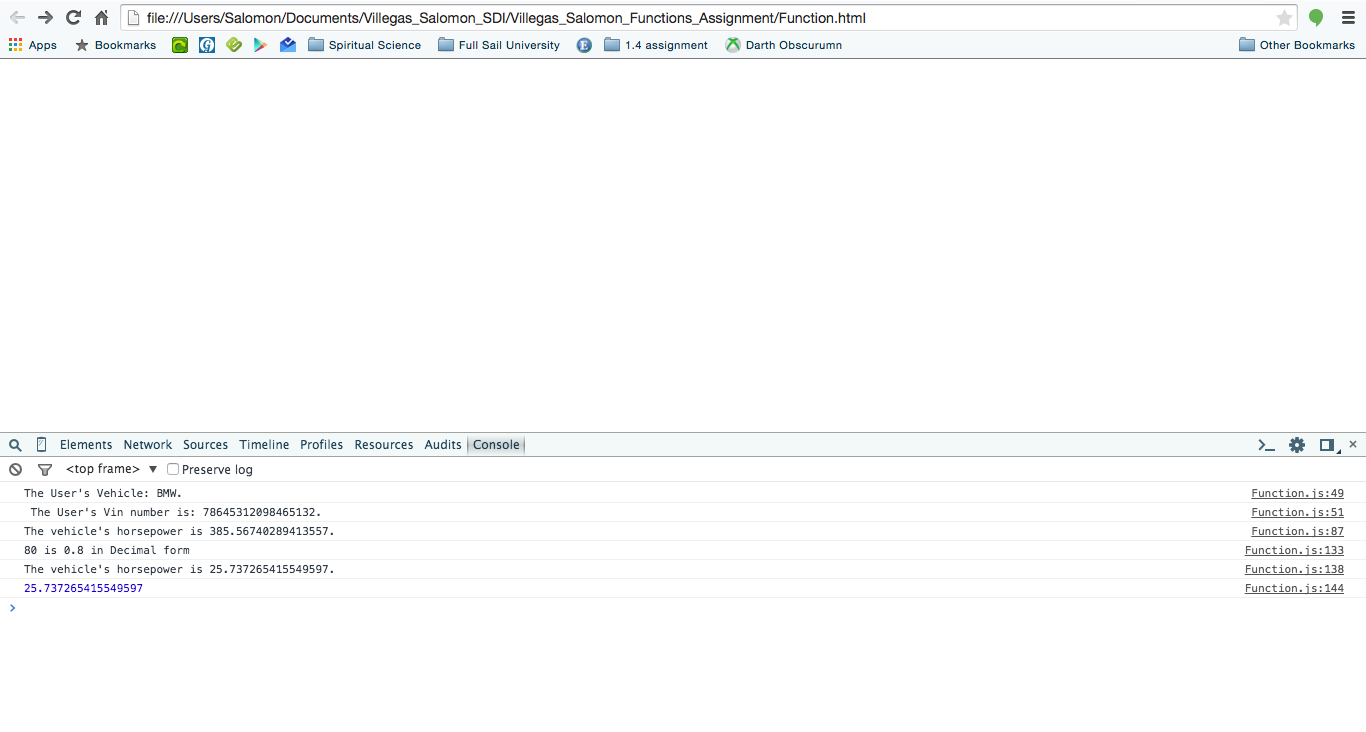 file:///Users/Salomon/Documents/Villegas_Salomon_SDI/Villegas_Salomon_Functions_Assignment/Function.html
Apps Bookmarks Spiritual Science Full Sail University 1.4 assignment Darth Obscurumn Other Bookmarks
Elements Network Sources Timeline Profiles Resources Audits Console
<top frame> Preserve log
The User's Vehicle: BMW. Function.js:49
The User's Vin number is: 78645312098465132. Function.js:51
The vehicle's horsepower is 385.56740289413557. Function.js:87
80 is 0.8 in Decimal form Function.js:133
The vehicle's horsepower is 25.737265415549597. Function.js:138
25.737265415549597 Function.js:144